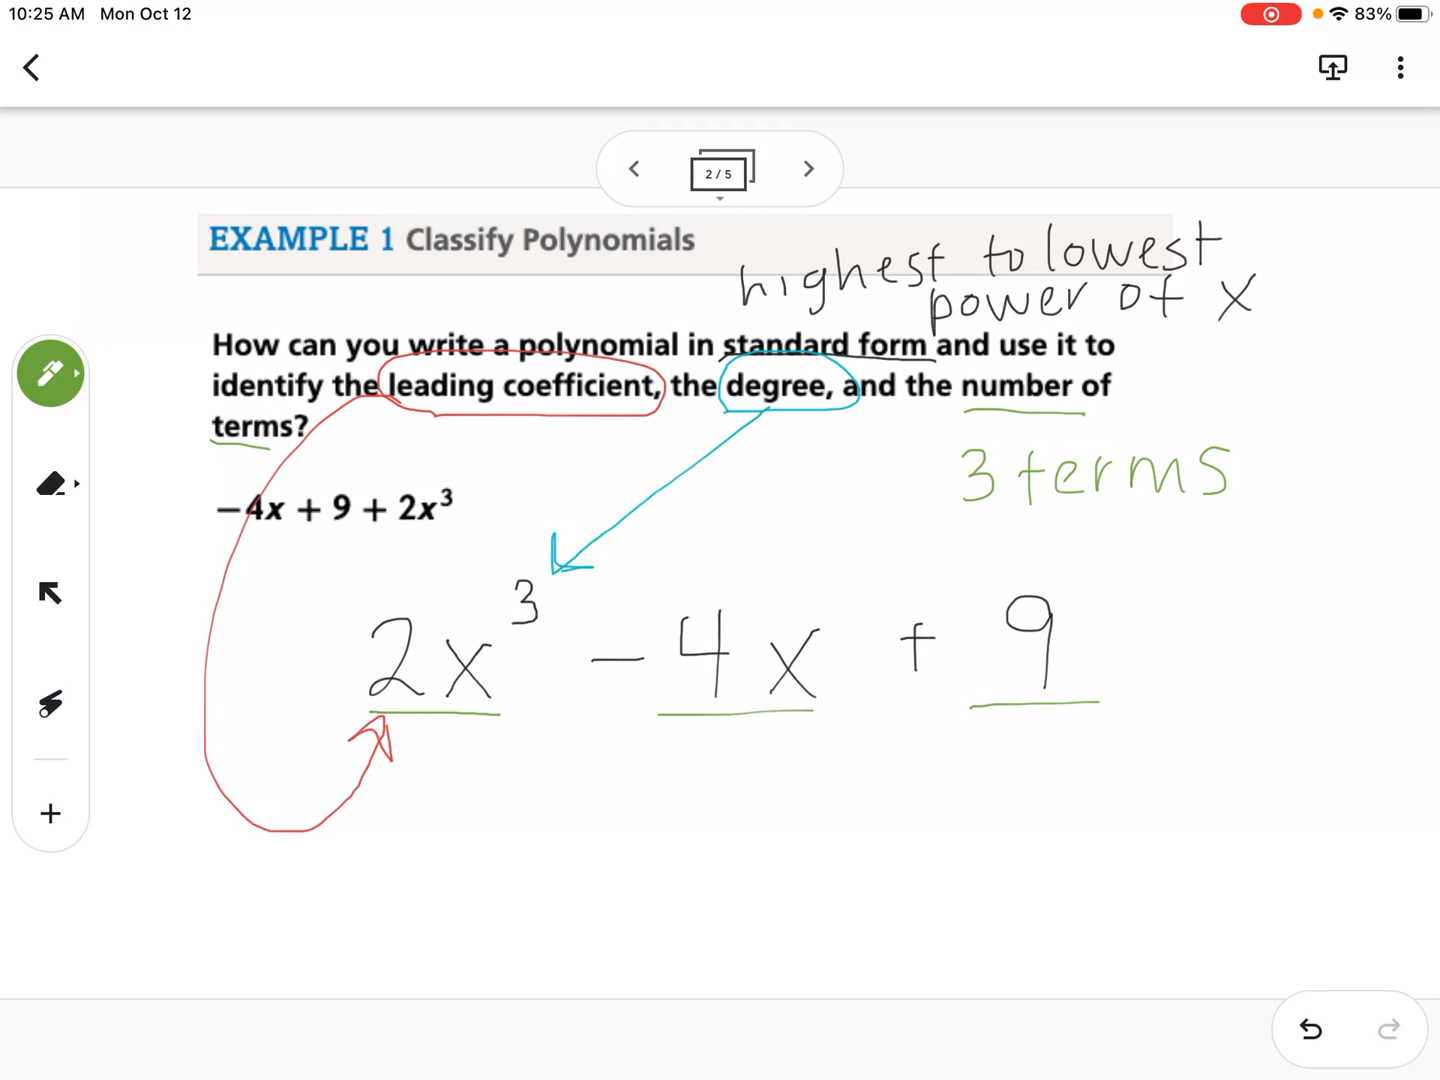 10:25 AM Mon Oct 12
83%
2 / 5
EXAMPLE 1 Classify Polynomials
highest to lowest
power of x
How can you write a polynomial in standard form and use it to
identify the leading coefficient, the degree, and the number of
terms?
3 terms
−4x + 9 + 2x³
2x³ − 4x + 9